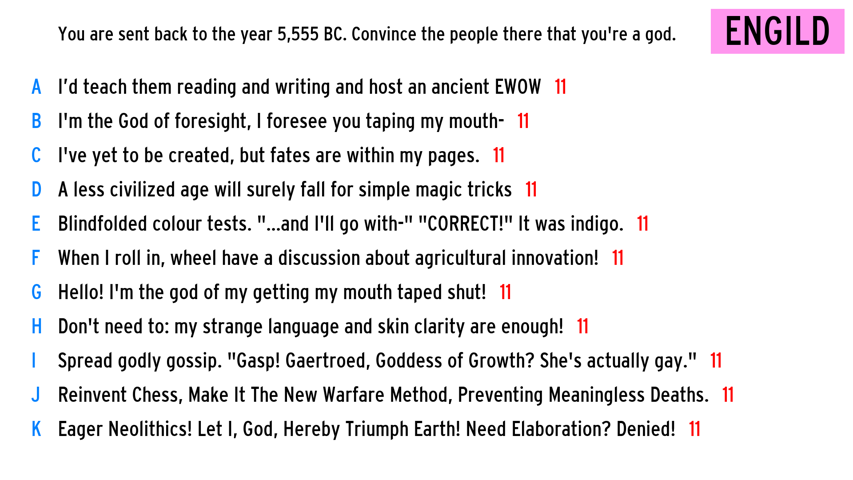 You are sent back to the year 5,555 BC. Convince the people there that you're a god.
ENGILD
A I'd teach them reading and writing and host an ancient EWOW 11
B I'm the God of foresight, I foresee you taping my mouth- 11
C I've yet to be created, but fates are within my pages. 11
D A less civilized age will surely fall for simple magic tricks 11
E Blindfolded colour tests. "...and I'll go with-" "CORRECT!" It was indigo. 11
F When I roll in, wheel have a discussion about agricultural innovation! 11
G Hello! I'm the god of my getting my mouth taped shut! 11
H Don't need to: my strange language and skin clarity are enough! 11
I Spread godly gossip. "Gasp! Gaertroed, Goddess of Growth? She's actually gay." 11
J Reinvent Chess, Make It The New Warfare Method, Preventing Meaningless Deaths. 11
K Eager Neolithics! Let I, God, Hereby Triumph Earth! Need Elaboration? Denied! 11